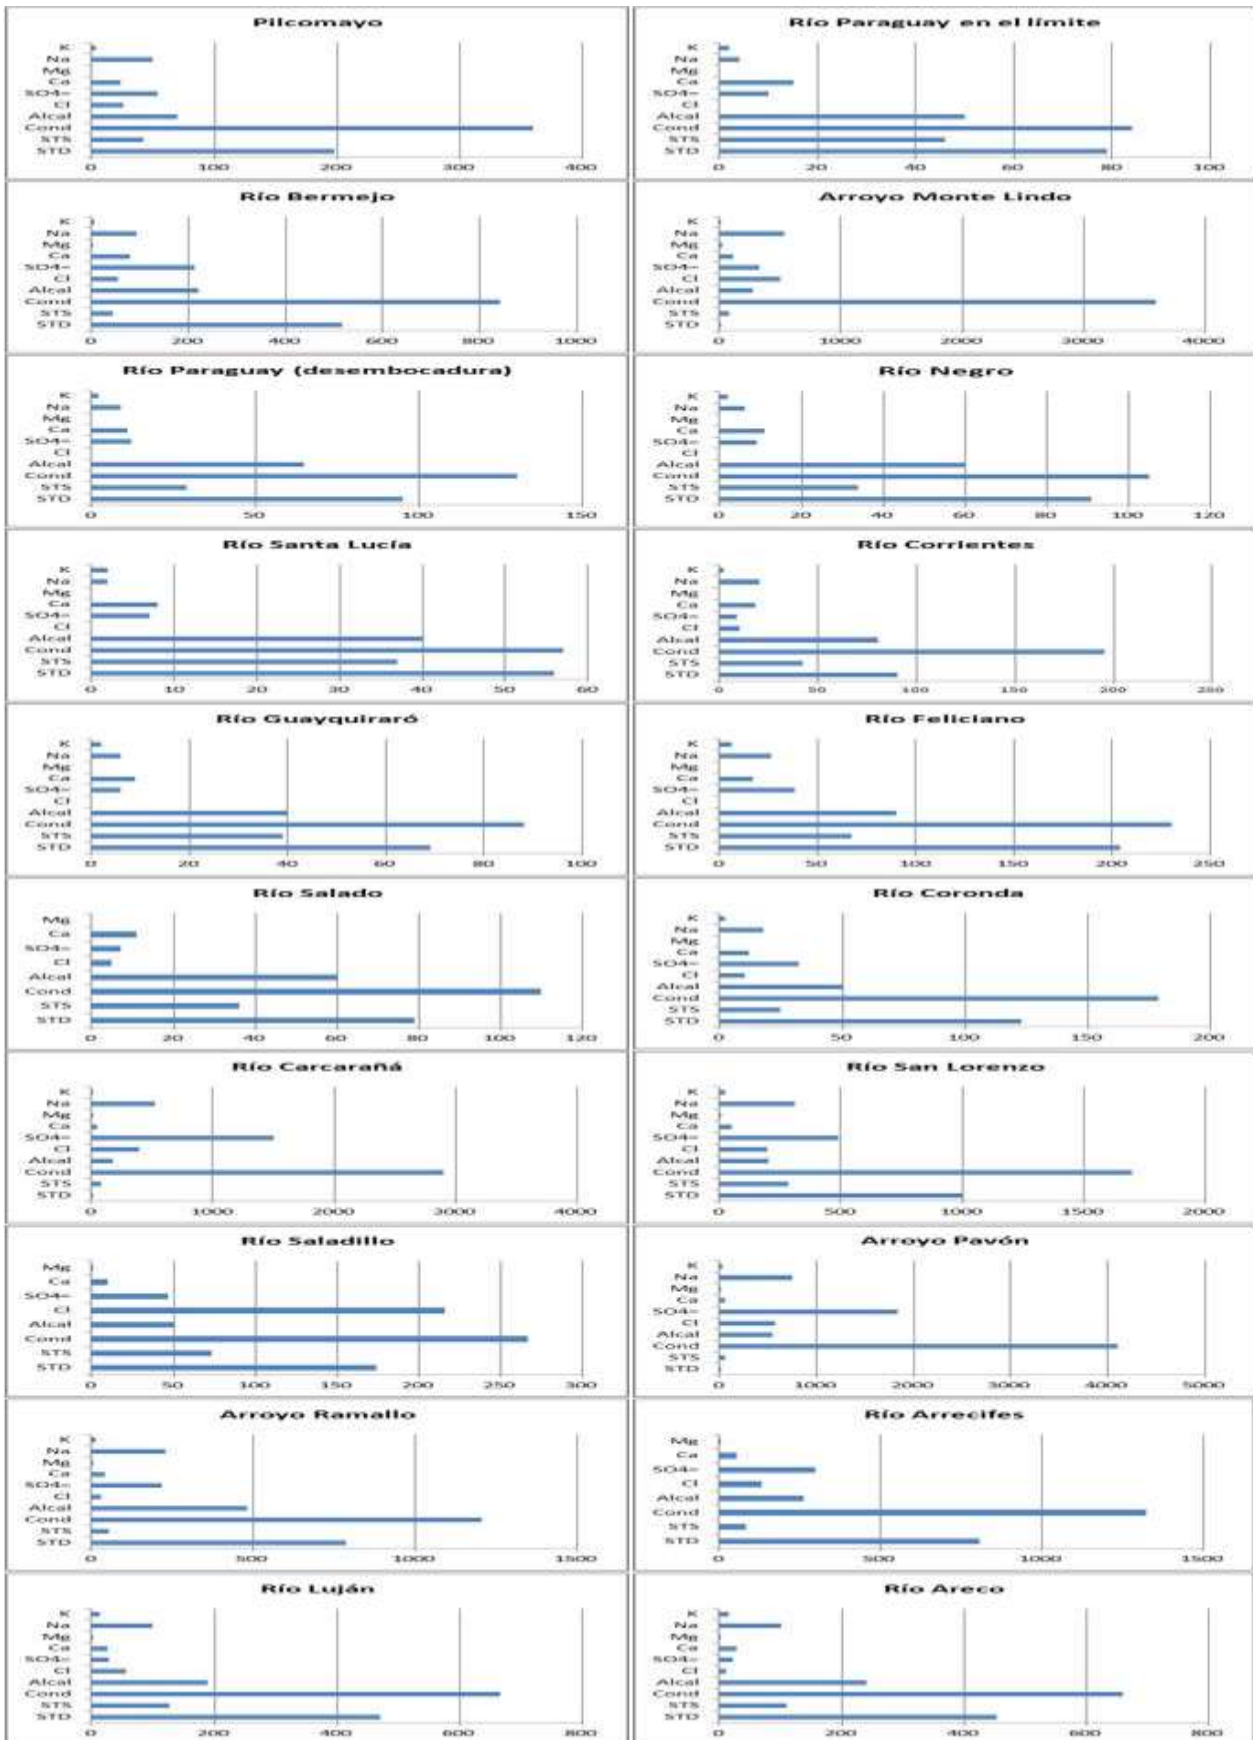 Pilcomayo
K
Na
Mg
Ca
SO4=
Cl
Alcal
Cond
STS
STD
0 100 200 300 400
Río Paraguay en el límite
K
Na
Mg
Ca
SO4=
Cl
Alcal
Cond
STS
STD
0 20 40 60 80 100
Río Bermejo
K
Na
Mg
Ca
SO4=
Cl
Alcal
Cond
STS
STD
0 200 400 600 800 1000
Arroyo Monte Lindo
K
Na
Mg
Ca
SO4=
Cl
Alcal
Cond
STS
STD
0 1000 2000 3000 4000
Río Paraguay (desembocadura)
K
Na
Mg
Ca
SO4=
Cl
Alcal
Cond
STS
STD
0 50 100 150
Río Negro
K
Na
Mg
Ca
SO4=
Cl
Alcal
Cond
STS
STD
0 20 40 60 80 100 120
Río Santa Lucía
K
Na
Mg
Ca
SO4=
Cl
Alcal
Cond
STS
STD
0 10 20 30 40 50 60
Río Corrientes
K
Na
Mg
Ca
SO4=
Cl
Alcal
Cond
STS
STD
0 50 100 150 200 250
Río Guayquiraró
K
Na
Mg
Ca
SO4=
Cl
Alcal
Cond
STS
STD
0 20 40 60 80 100
Río Feliciano
K
Na
Mg
Ca
SO4=
Cl
Alcal
Cond
STS
STD
0 50 100 150 200 250
Río Salado
Mg
Ca
SO4=
Cl
Alcal
Cond
STS
STD
0 20 40 60 80 100 120
Río Coronda
K
Na
Mg
Ca
SO4=
Cl
Alcal
Cond
STS
STD
0 50 100 150 200
Río Carcarañá
K
Na
Mg
Ca
SO4=
Cl
Alcal
Cond
STS
STD
0 1000 2000 3000 4000
Río San Lorenzo
K
Na
Mg
Ca
SO4=
Cl
Alcal
Cond
STS
STD
0 500 1000 1500 2000
Río Saladillo
Mg
Ca
SO4=
Cl
Alcal
Cond
STS
STD
0 50 100 150 200 250 300
Arroyo Pavón
K
Na
Mg
Ca
SO4=
Cl
Alcal
Cond
STS
STD
0 1000 2000 3000 4000 5000
Arroyo Ramallo
K
Na
Mg
Ca
SO4=
Cl
Alcal
Cond
STS
STD
0 500 1000 1500
Río Arrecifes
Mg
Ca
SO4=
Cl
Alcal
Cond
STS
STD
0 500 1000 1500
Río Luján
K
Na
Mg
Ca
SO4=
Cl
Alcal
Cond
STS
STD
0 200 400 600 800
Río Areco
K
Na
Mg
Ca
SO4=
Cl
Alcal
Cond
STS
STD
0 200 400 600 800